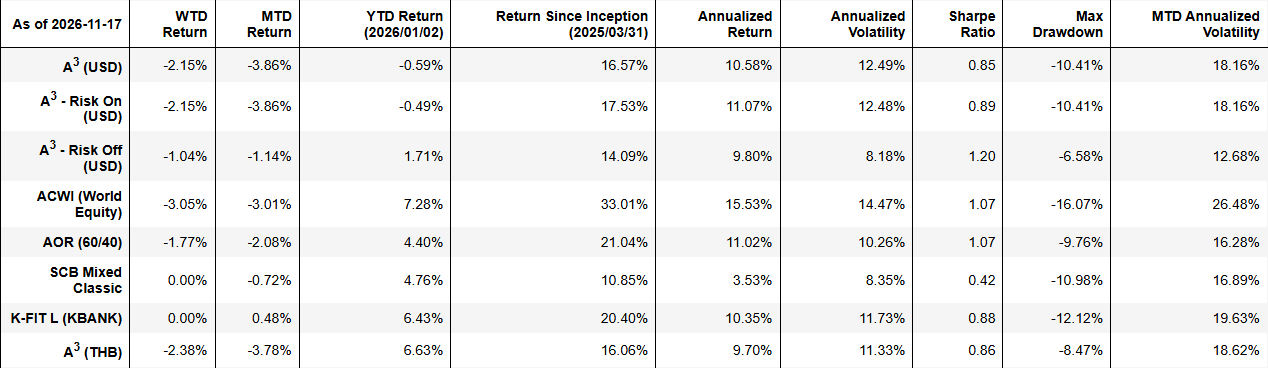 As of 2026-11-17 WTD Return MTD Return YTD Return (2026/01/02) Return Since Inception (2025/03/31) Annualized Return Annualized Volatility Sharpe Ratio Max Drawdown MTD Annualized Volatility
A³ (USD) -2.15% -3.86% -0.59% 16.57% 10.58% 12.49% 0.85 -10.41% 18.16%
A³ - Risk On (USD) -2.15% -3.86% -0.49% 17.53% 11.07% 12.48% 0.89 -10.41% 18.16%
A³ - Risk Off (USD) -1.04% -1.14% 1.71% 14.09% 9.80% 8.18% 1.20 -6.58% 12.68%
ACWI (World Equity) -3.05% -3.01% 7.28% 33.01% 15.53% 14.47% 1.07 -16.07% 26.48%
AOR (60/40) -1.77% -2.08% 4.40% 21.04% 11.02% 10.26% 1.07 -9.76% 16.28%
SCB Mixed Classic 0.00% -0.72% 4.76% 10.85% 3.53% 8.35% 0.42 -10.98% 16.89%
K-FIT L (KBANK) 0.00% 0.48% 6.43% 20.40% 10.35% 11.73% 0.88 -12.12% 19.63%
A³ (THB) -2.38% -3.78% 6.63% 16.06% 9.70% 11.33% 0.86 -8.47% 18.62%